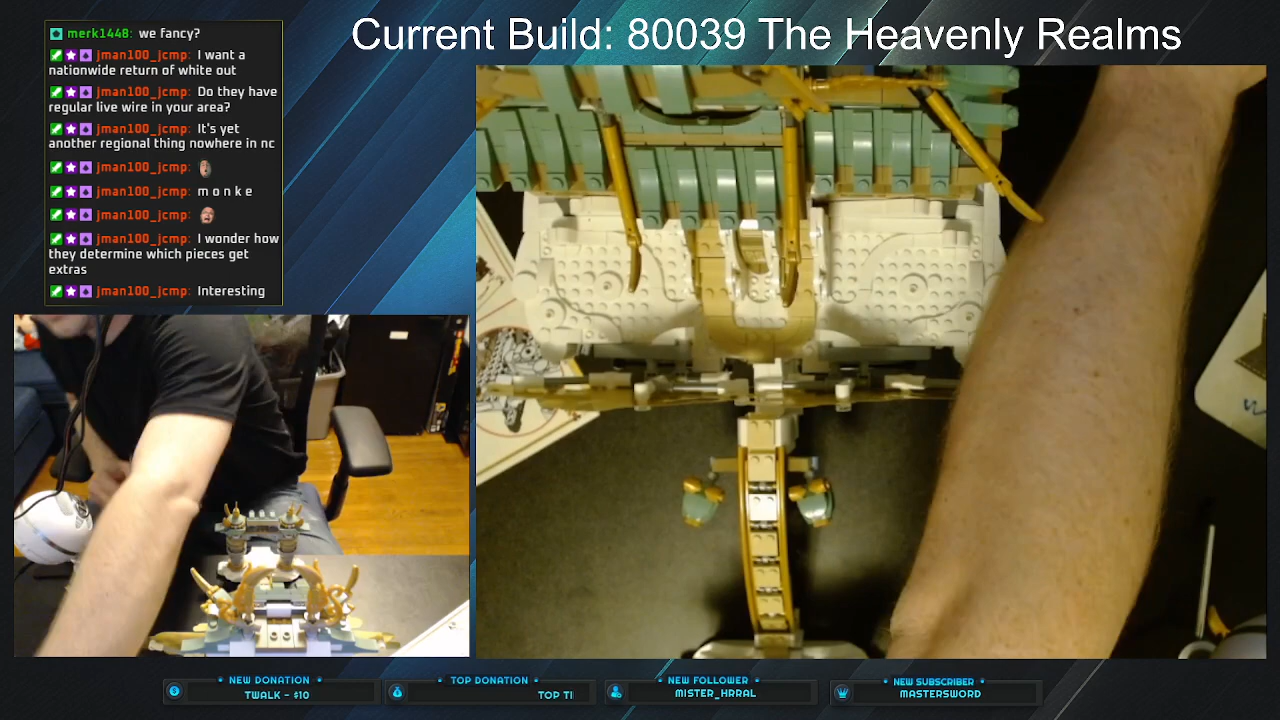 Current Build: 80039 The Heavenly Realms
merk1448: we fancy?
jman100_jcmp: I want a
nationwide return of white out
jman100_jcmp: Do they have
regular live wire in your area?
jman100_jcmp: It's yet
another regional thing nowhere in nc
jman100_jcmp:
jman100_jcmp: m o n k e
jman100_jcmp:
jman100_jcmp: I wonder how
they determine which pieces get
extras
jman100_jcmp: Interesting
NEW DONATION
TWALK - $10
TOP DONATION
TOP TI
NEW FOLLOWER
MISTER_HRRAL
NEW SUBSCRIBER
MASTERSWORD